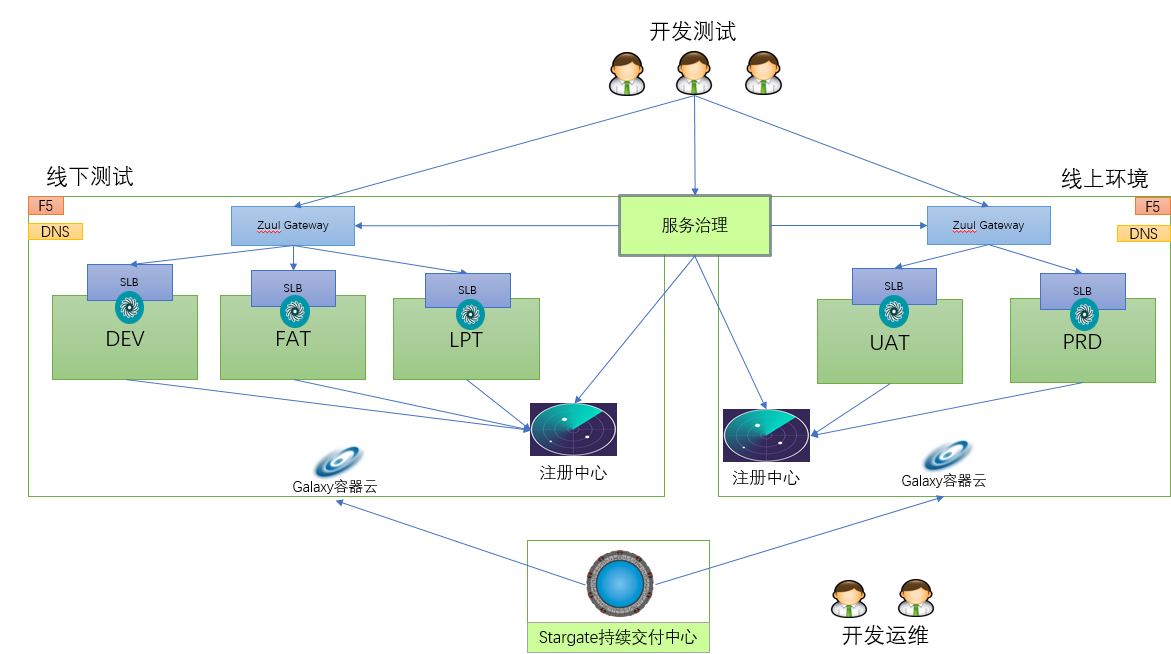 开发测试
线下测试
线上环境
F5
DNS
Zuul Gateway
服务治理
Zuul Gateway
F5
DNS
SLB
SLB
SLB
SLB
SLB
DEV
FAT
LPT
UAT
PRD
注册中心
注册中心
Galaxy容器云
Galaxy容器云
Stargate持续交付中心
开发运维